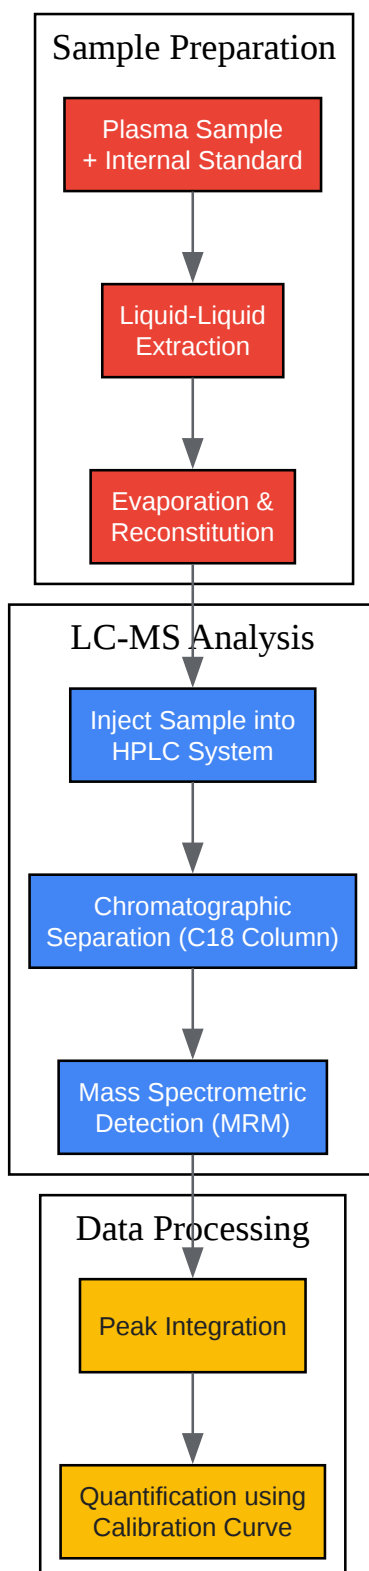 Sample Preparation
Plasma Sample
+ Internal Standard
Liquid-Liquid
Extraction
Evaporation &
Reconstitution
LC-MS Analysis
Inject Sample into
HPLC System
Chromatographic
Separation (C18 Column)
Mass Spectrometric
Detection (MRM)
Data Processing
Peak Integration
Quantification using
Calibration Curve